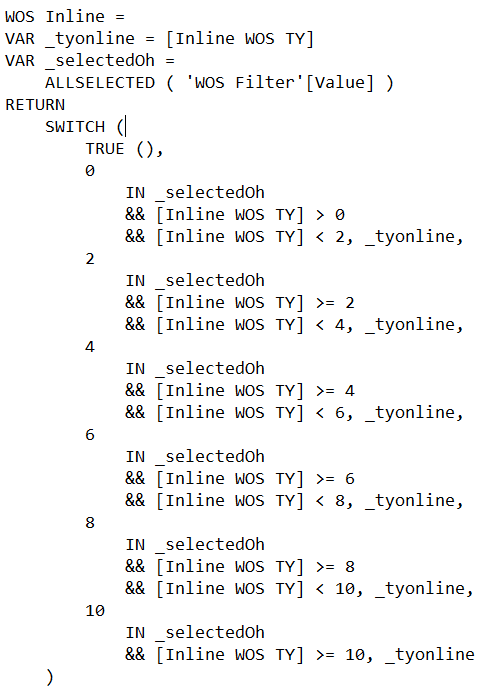 WOS Inline =
VAR _tyonline = [Inline WOS TY]
VAR _selectedOh =
    ALLSELECTED ( 'WOS Filter'[Value] )
RETURN
    SWITCH (
        TRUE (),
        0
            IN _selectedOh
            && [Inline WOS TY] > 0
            && [Inline WOS TY] < 2, _tyonline,
        2
            IN _selectedOh
            && [Inline WOS TY] >= 2
            && [Inline WOS TY] < 4, _tyonline,
        4
            IN _selectedOh
            && [Inline WOS TY] >= 4
            && [Inline WOS TY] < 6, _tyonline,
        6
            IN _selectedOh
            && [Inline WOS TY] >= 6
            && [Inline WOS TY] < 8, _tyonline,
        8
            IN _selectedOh
            && [Inline WOS TY] >= 8
            && [Inline WOS TY] < 10, _tyonline,
        10
            IN _selectedOh
            && [Inline WOS TY] >= 10, _tyonline
    )